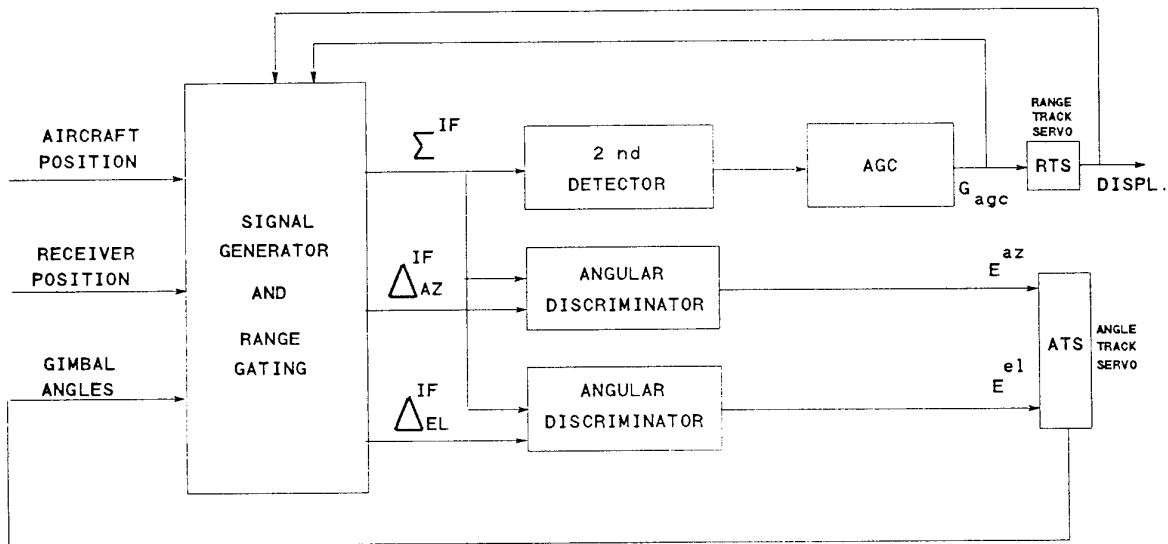 AIRCRAFT
POSITION
RECEIVER
POSITION
GIMBAL
ANGLES
SIGNAL
GENERATOR
AND
RANGE
GATING
Σ IF
Δ IF AZ
Δ IF EL
2 nd
DETECTOR
AGC
G agc
RANGE
TRACK
SERVO
RTS
DISPL.
ANGULAR
DISCRIMINATOR
E az
ANGULAR
DISCRIMINATOR
E el
ATS
ANGLE
TRACK
SERVO